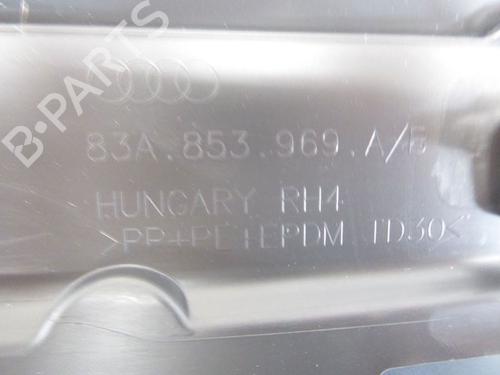 83A.853.969.A/B
HUNGARY RH4
>PP+PE+EPDM TD30<
B-PARTS